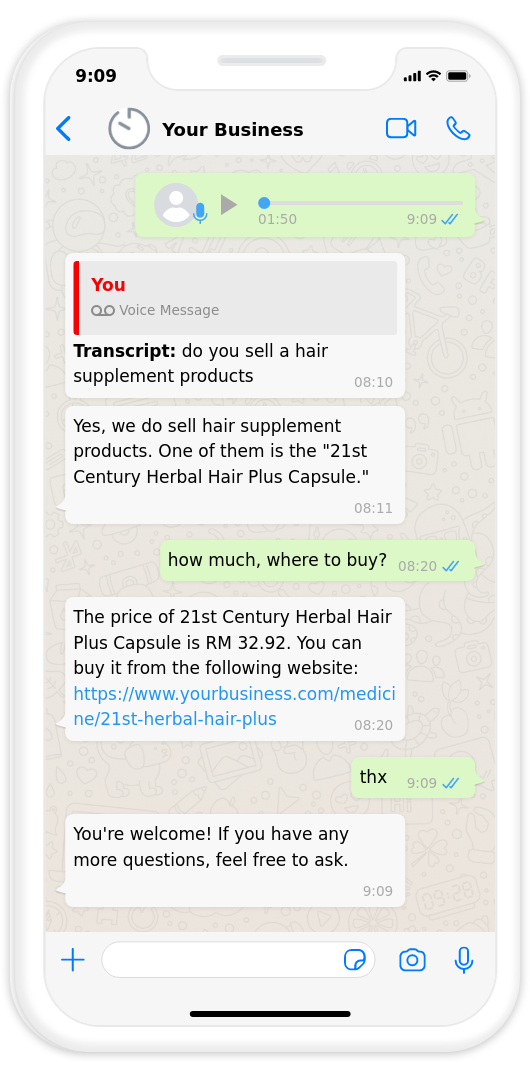 9:09
Your Business
01:50 9:09
You
Voice Message
Transcript: do you sell a hair
supplement products
08:10
Yes, we do sell hair supplement
products. One of them is the "21st
Century Herbal Hair Plus Capsule."
08:11
how much, where to buy? 08:20
The price of 21st Century Herbal Hair
Plus Capsule is RM 32.92. You can
buy it from the following website:
https://www.yourbusiness.com/medici
ne/21st-herbal-hair-plus
08:20
thx 9:09
You're welcome! If you have any
more questions, feel free to ask.
9:09
09:28